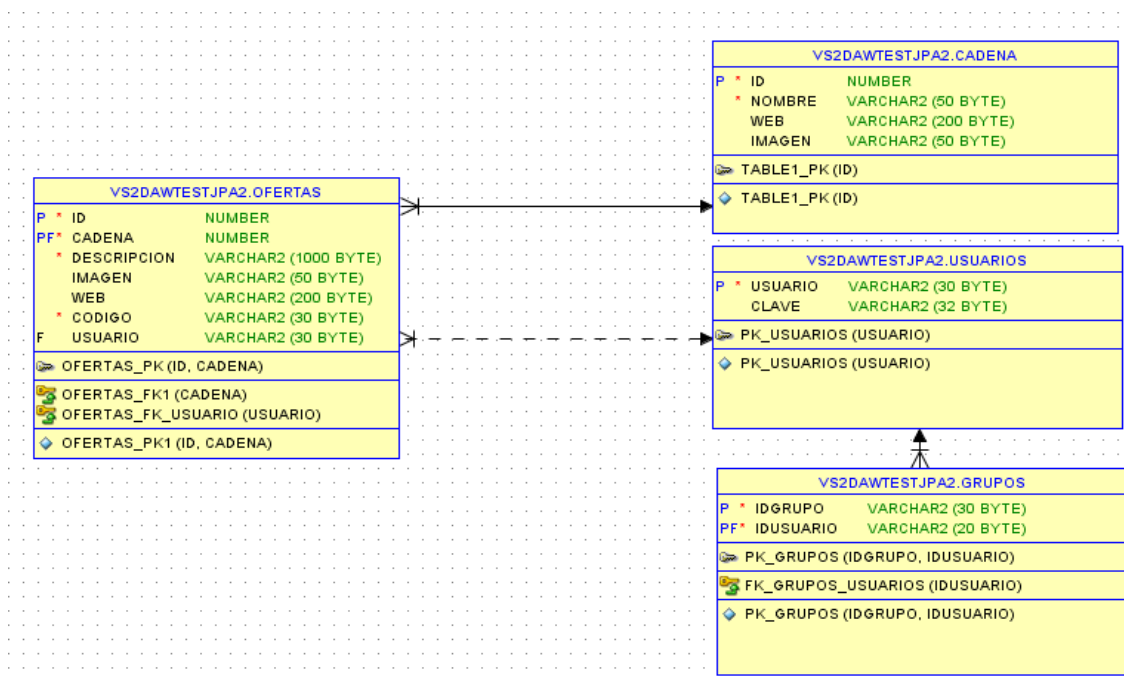 VS2DAWTESTJPA2.CADENA
P * ID NUMBER
* NOMBRE VARCHAR2 (50 BYTE)
WEB VARCHAR2 (200 BYTE)
IMAGEN VARCHAR2 (50 BYTE)
TABLE1_PK (ID)
TABLE1_PK (ID)
VS2DAWTESTJPA2.OFERTAS
P * ID NUMBER
PF* CADENA NUMBER
* DESCRIPCION VARCHAR2 (1000 BYTE)
IMAGEN VARCHAR2 (50 BYTE)
WEB VARCHAR2 (200 BYTE)
* CODIGO VARCHAR2 (30 BYTE)
F USUARIO VARCHAR2 (30 BYTE)
OFERTAS_PK (ID, CADENA)
OFERTAS_FK1 (CADENA)
OFERTAS_FK_USUARIO (USUARIO)
OFERTAS_PK1 (ID, CADENA)
VS2DAWTESTJPA2.USUARIOS
P * USUARIO VARCHAR2 (30 BYTE)
CLAVE VARCHAR2 (32 BYTE)
PK_USUARIOS (USUARIO)
PK_USUARIOS (USUARIO)
VS2DAWTESTJPA2.GRUPOS
P * IDGRUPO VARCHAR2 (30 BYTE)
PF* IDUSUARIO VARCHAR2 (20 BYTE)
PK_GRUPOS (IDGRUPO, IDUSUARIO)
FK_GRUPOS_USUARIOS (IDUSUARIO)
PK_GRUPOS (IDGRUPO, IDUSUARIO)